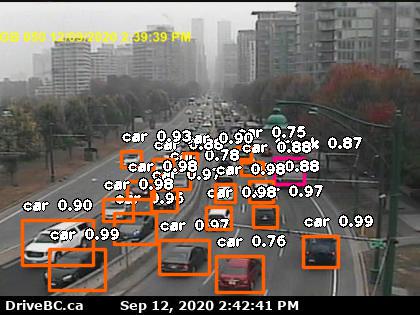 GB 050 12/09/2020 2:39:39 PM
car 0.93
car 0.90
car 0.75
0.87
car 0.88
0.78
car 0.98
0.88
car 0.98
car 0.98
0.97
car 0.90
car 0.99
car 0.97
car 0.76
car 0.99
DriveBC.ca Sep 12, 2020 2:42:41 PM